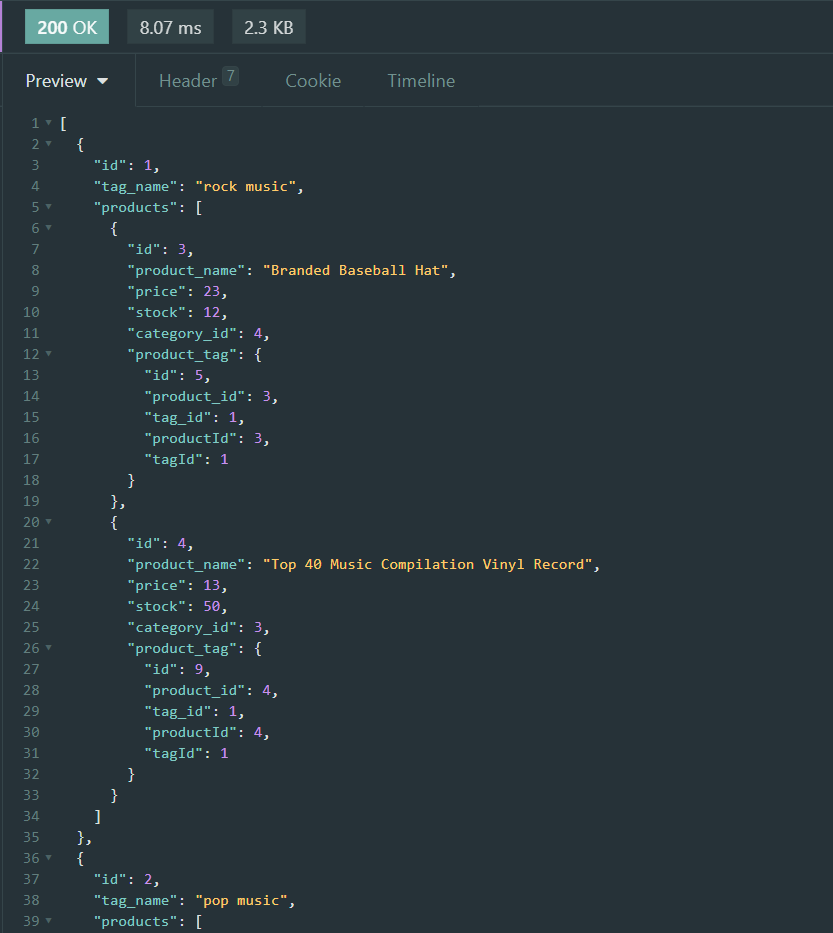 200 OK 8.07 ms 2.3 KB
Preview Header 7 Cookie Timeline
1 [
2 {
3 "id": 1,
4 "tag_name": "rock music",
5 "products": [
6 {
7 "id": 3,
8 "product_name": "Branded Baseball Hat",
9 "price": 23,
10 "stock": 12,
11 "category_id": 4,
12 "product_tag": {
13 "id": 5,
14 "product_id": 3,
15 "tag_id": 1,
16 "productId": 3,
17 "tagId": 1
18 }
19 },
20 {
21 "id": 4,
22 "product_name": "Top 40 Music Compilation Vinyl Record",
23 "price": 13,
24 "stock": 50,
25 "category_id": 3,
26 "product_tag": {
27 "id": 9,
28 "product_id": 4,
29 "tag_id": 1,
30 "productId": 4,
31 "tagId": 1
32 }
33 }
34 ]
35 },
36 {
37 "id": 2,
38 "tag_name": "pop music",
39 "products": [